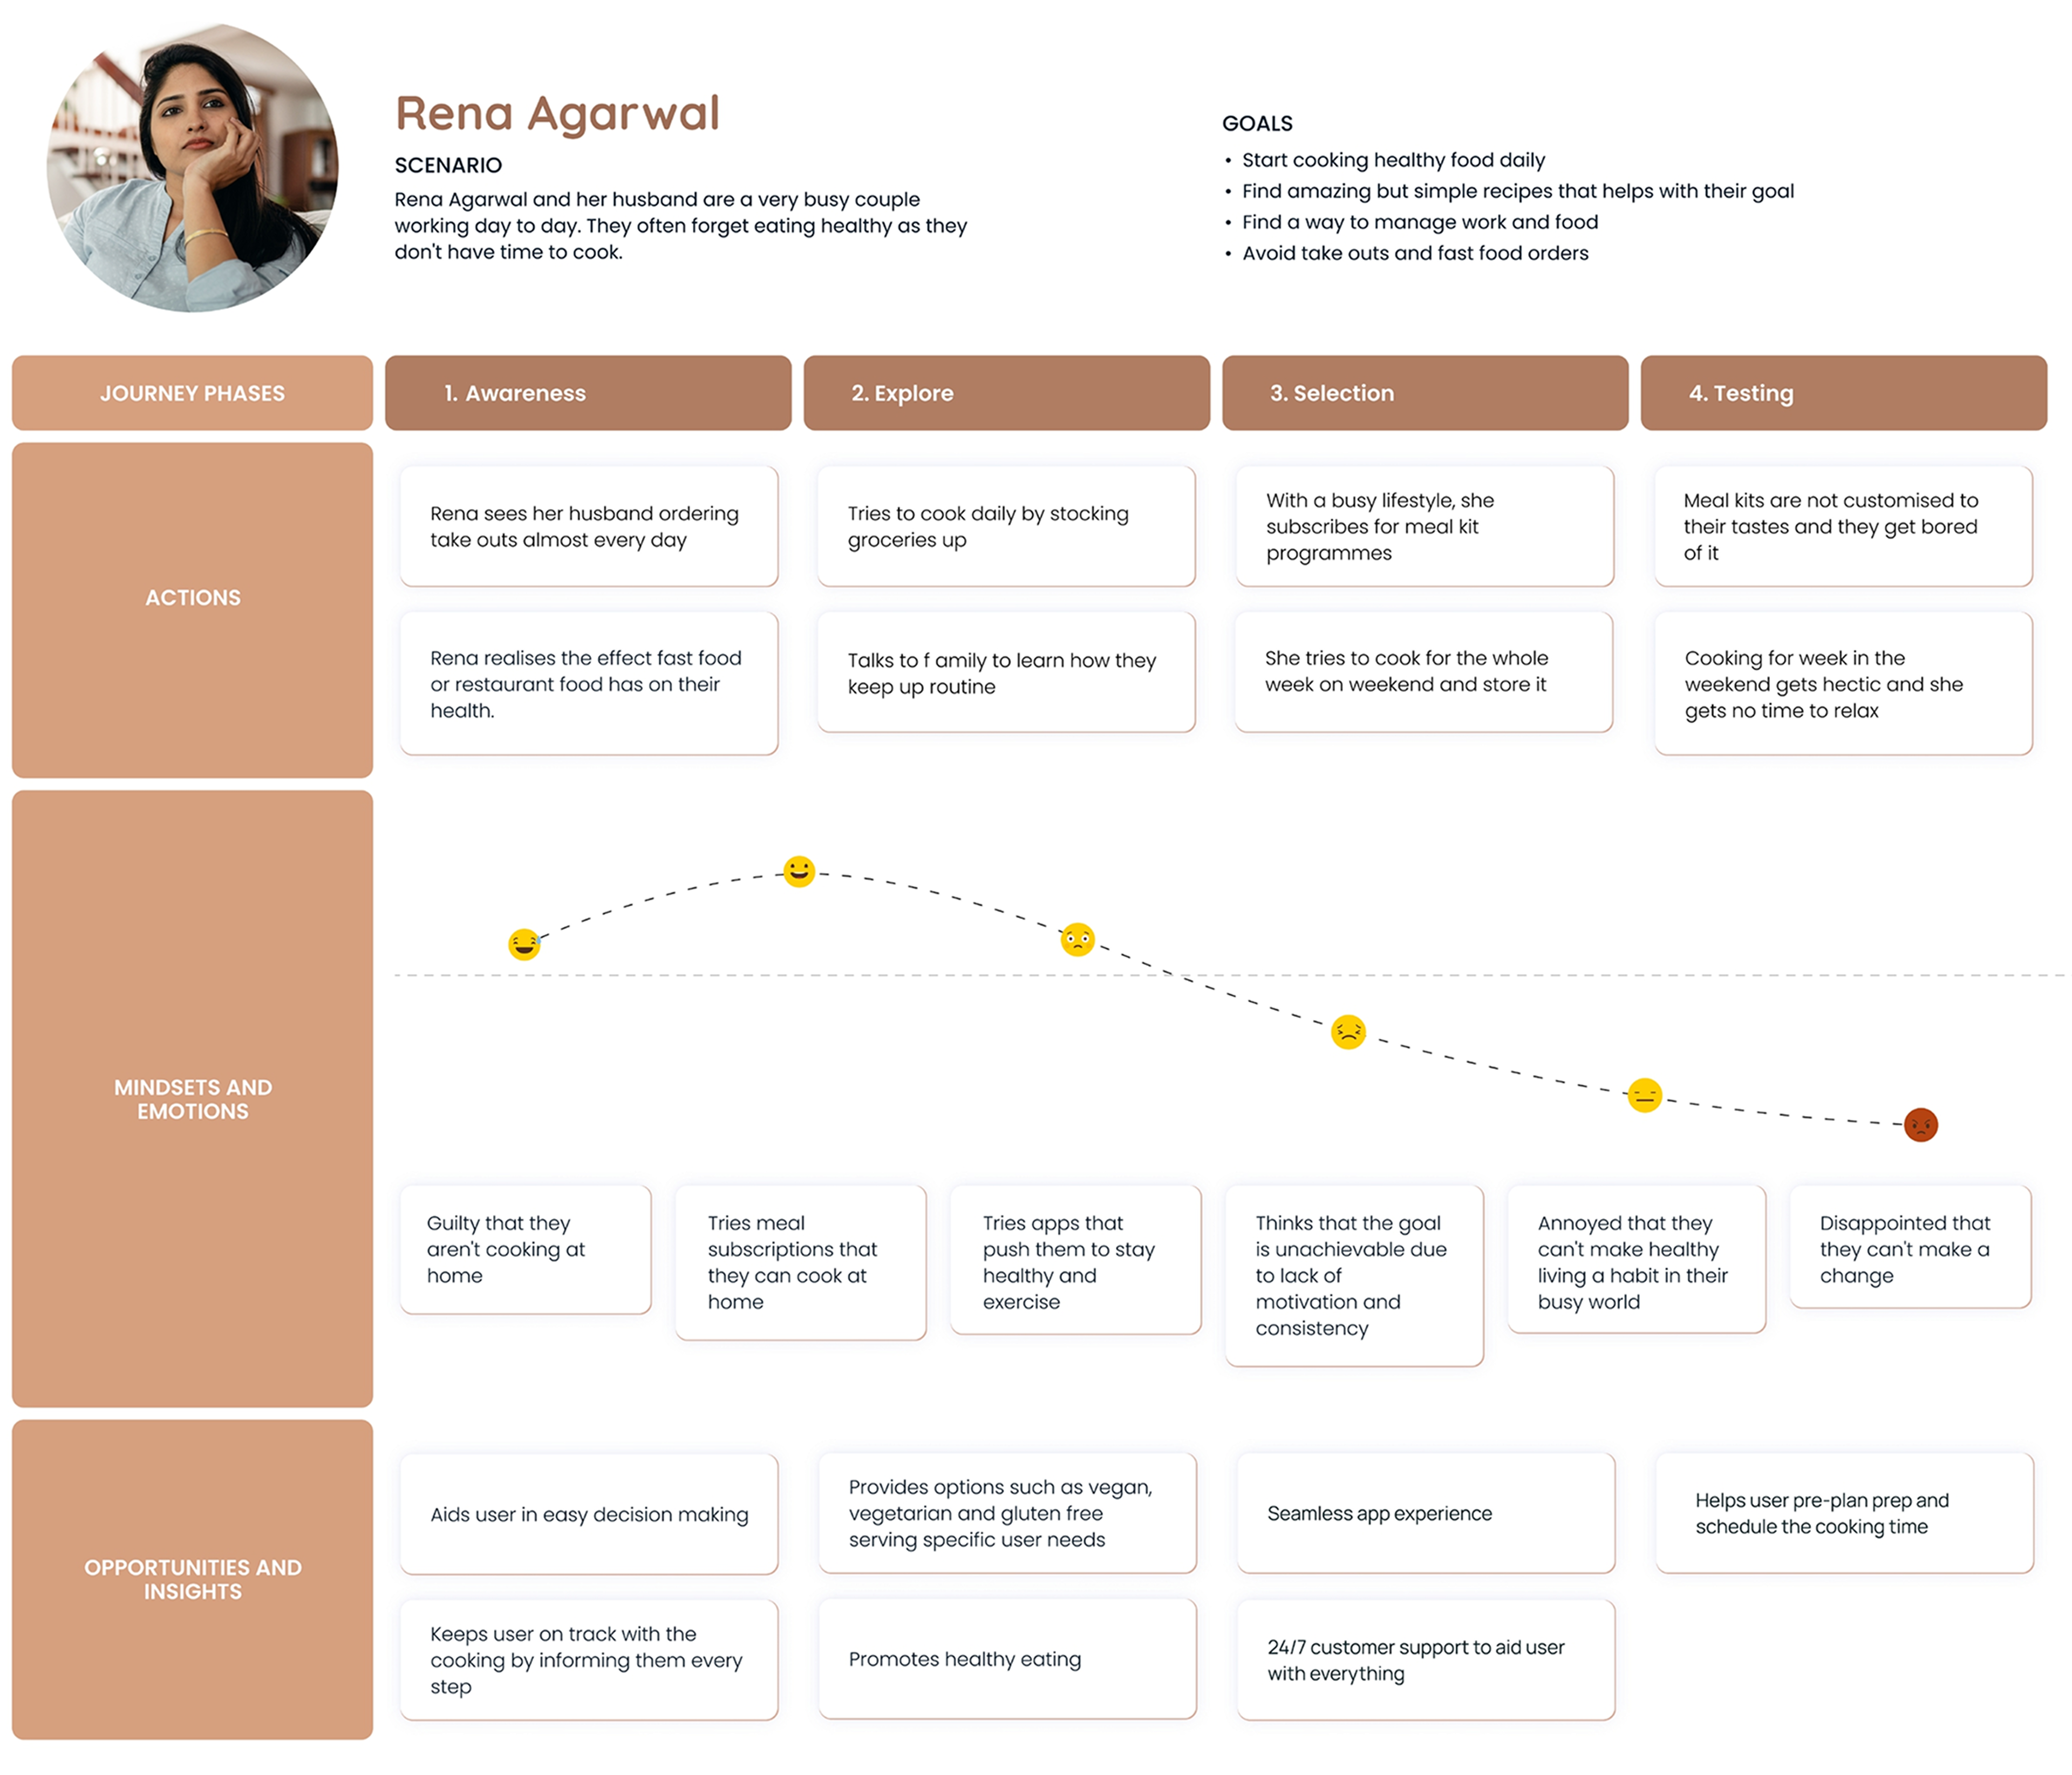 Rena Agarwal
SCENARIO
Rena Agarwal and her husband are a very busy couple
working day to day. They often forget eating healthy as they
don't have time to cook.
GOALS
• Start cooking healthy food daily
• Find amazing but simple recipes that helps with their goal
• Find a way to manage work and food
• Avoid take outs and fast food orders
JOURNEY PHASES
1. Awareness
2. Explore
3. Selection
4. Testing
ACTIONS
Rena sees her husband ordering
take outs almost every day
Tries to cook daily by stocking
groceries up
With a busy lifestyle, she
subscribes for meal kit
programmes
Meal kits are not customised to
their tastes and they get bored
of it
Rena realises the effect fast food
or restaurant food has on their
health.
Talks to f amily to learn how they
keep up routine
She tries to cook for the whole
week on weekend and store it
Cooking for week in the
weekend gets hectic and she
gets no time to relax
MINDSETS AND
EMOTIONS
Guilty that they
aren't cooking at
home
Tries meal
subscriptions that
they can cook at
home
Tries apps that
push them to stay
healthy and
exercise
Thinks that the goal
is unachievable due
to lack of
motivation and
consistency
Annoyed that they
can't make healthy
living a habit in their
busy world
Disappointed that
they can't make a
change
OPPORTUNITIES AND
INSIGHTS
Aids user in easy decision making
Provides options such as vegan,
vegetarian and gluten free
serving specific user needs
Seamless app experience
Helps user pre-plan prep and
schedule the cooking time
Keeps user on track with the
cooking by informing them every
step
Promotes healthy eating
24/7 customer support to aid user
with everything